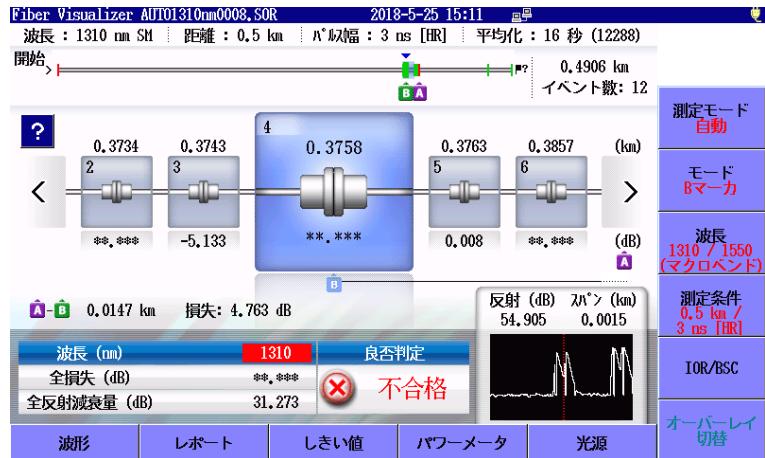 Fiber Visualizer AUTO1310nm0008.SOR 2018-5-25 15:11
波長 : 1310 nm SM 距離 : 0.5 km パルス幅 : 3 ns [HR] 平均化 : 16 秒 (12288)
開始
? 0.4906 km
イベント数: 12
B A
?
0.3734 0.3743 0.3758 0.3763 0.3857 (km)
2 3 4 5 6
**.*** -5.133 **.*** 0.008 **.*** (dB)
A
B
A-B 0.0147 km 損失: 4.763 dB
反射 (dB) スパン (km)
54.905 0.0015
波長 (nm) 1310 良否判定
全損失 (dB) **.***
不合格
全反射減衰量 (dB) 31.273
測定モード
自動
モード
Bマーカ
波長
1310 / 1550
(マクロベンド)
測定条件
0.5 km /
3 ns [HR]
IOR/BSC
オーバーレイ
切替
波形 レポート しきい値 パワーメータ 光源